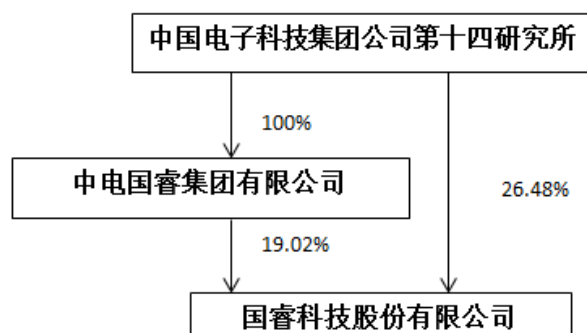 中国电子科技集团公司第十四研究所
100%
中电国睿集团有限公司
26.48%
19.02%
国睿科技股份有限公司